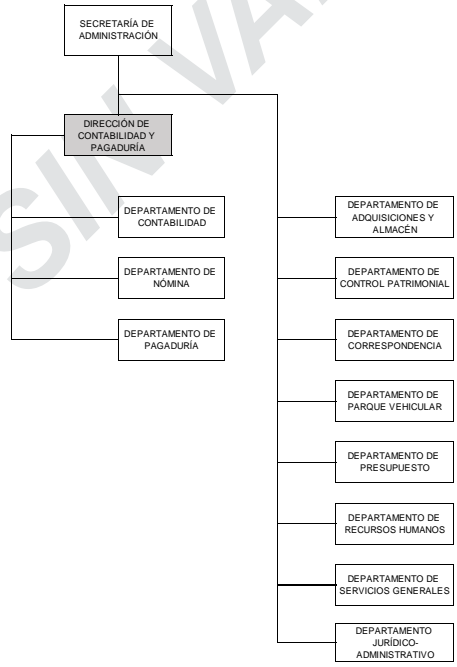 SECRETARÍA DE
ADMINISTRACIÓN
DIRECCIÓN DE
CONTABILIDAD Y
PAGADURÍA
DEPARTAMENTO DE
CONTABILIDAD
DEPARTAMENTO DE
NÓMINA
DEPARTAMENTO DE
PAGADURÍA
DEPARTAMENTO DE
ADQUISICIONES Y
ALMACÉN
DEPARTAMENTO DE
CONTROL PATRIMONIAL
DEPARTAMENTO DE
CORRESPONDENCIA
DEPARTAMENTO DE
PARQUE VEHICULAR
DEPARTAMENTO DE
PRESUPUESTO
DEPARTAMENTO DE
RECURSOS HUMANOS
DEPARTAMENTO DE
SERVICIOS GENERALES
DEPARTAMENTO
JURÍDICO-
ADMINISTRATIVO
SIN